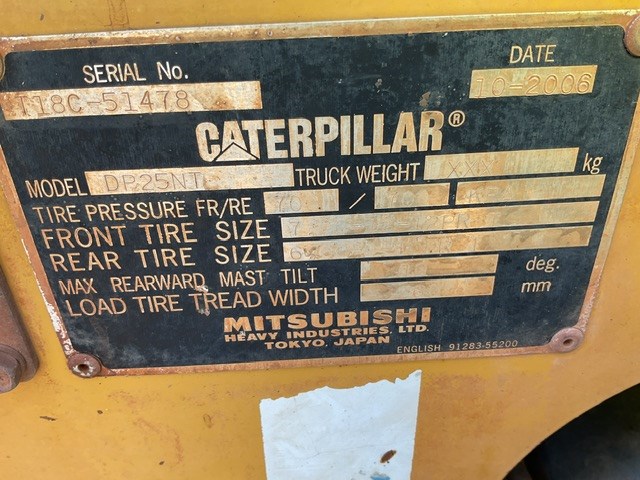 SERIAL No.
DATE
T18C-51478
10-2006
CATERPILLAR®
MODEL DP25NT TRUCK WEIGHT XXX kg
TIRE PRESSURE FR/RE 70 /
FRONT TIRE SIZE
REAR TIRE SIZE
MAX REARWARD MAST TILT deg.
LOAD TIRE TREAD WIDTH mm
MITSUBISHI
HEAVY INDUSTRIES, LTD.
TOKYO, JAPAN
ENGLISH 91283-55200